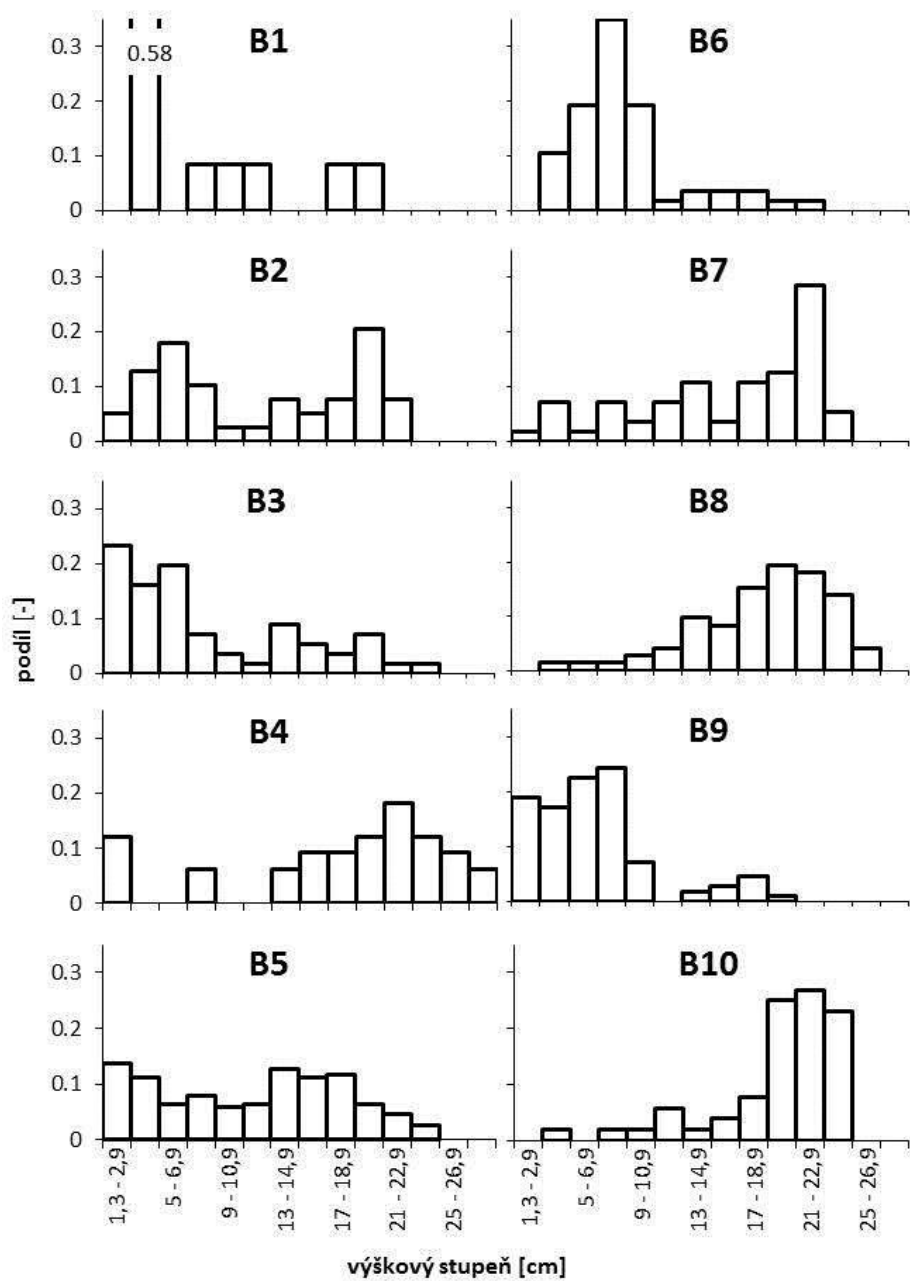 B1
0.58
0.3
0.2
0.1
0
B6
B2
0.3
0.2
0.1
0
B7
B3
0.3
0.2
0.1
0
B8
B4
0.3
0.2
0.1
0
B9
B5
0.3
0.2
0.1
0
B10
podíl [-]
1,3 - 2,9
5 - 6,9
9 - 10,9
13 - 14,9
17 - 18,9
21 - 22,9
25 - 26,9
1,3 - 2,9
5 - 6,9
9 - 10,9
13 - 14,9
17 - 18,9
21 - 22,9
25 - 26,9
výškový stupeň [cm]